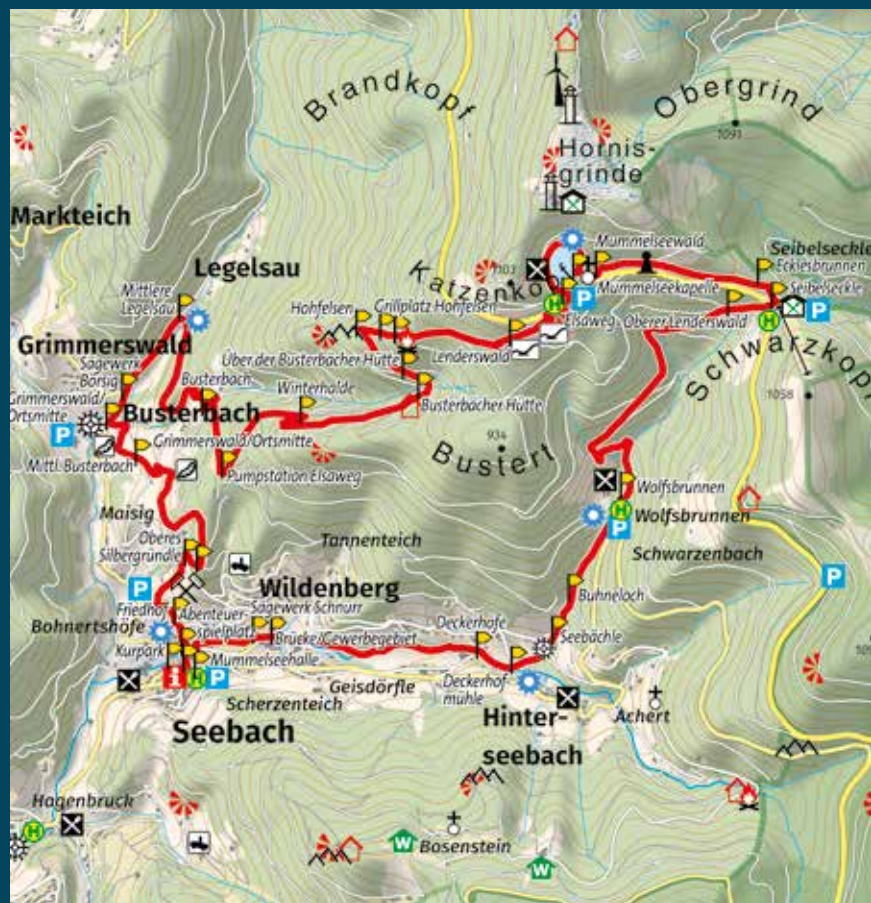 Brandkopf
Obergrind
1091
Hornis-
grinde
Markteich
Legelsau
Mummelseewald
Seibelseckle
Ecklesbrunnen
Mittlere
Legelsau
1103
Katzenkopf
Mummelseekapelle
Seibelseckle
Hohfelsen
Grillplatz Hohfelsen
Elsaweg
Oberer Lenderswald
Grimmerswald
Sägewerk
Börsig
Über der Busterbacher Hütte
Lenderswald
Schwarzkopf
Grimmerswald/
Ortsmitte
Busterbach
Winterhalde
1058
Busterbach
Busterbacher Hütte
Grimmerswald/Ortsmitte
934
Bustert
Mittl. Busterbach
Pumpstation Elsaweg
Wolfsbrunnen
Maisig
Wolfsbrunnen
Oberes
Silbergründle
Tannenteich
Schwarzenbach
Wildenberg
Friedhof
Abenteuer-
spielplatz
Sägewerk Schnurr
Buhneloch
Bohnertshöfe
Brücke/Gewerbegebiet
Deckerhöfe
Seebächle
Kurpark
Mummelseehalle
Geisdörfle
Deckerhof
mühle
Scherzenteich
Achert
Seebach
Hinter-
seebach
Hagenbruck
Bosenstein